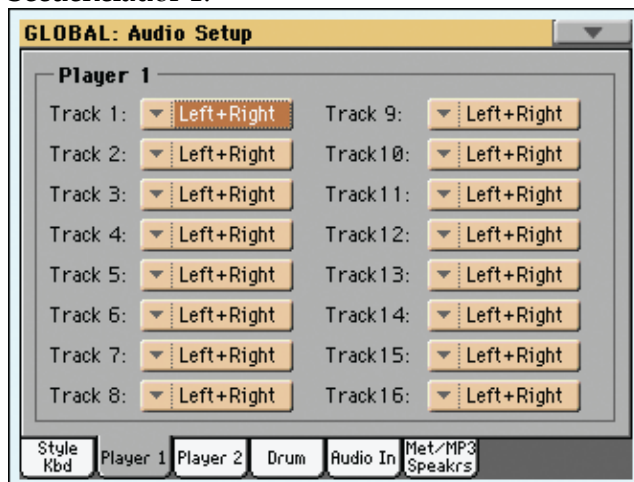 GLOBAL: Audio Setup
Player 1
Track 1: Left+Right Track 9: Left+Right
Track 2: Left+Right Track10: Left+Right
Track 3: Left+Right Track11: Left+Right
Track 4: Left+Right Track12: Left+Right
Track 5: Left+Right Track13: Left+Right
Track 6: Left+Right Track14: Left+Right
Track 7: Left+Right Track15: Left+Right
Track 8: Left+Right Track16: Left+Right
Style Kbd Player 1 Player 2 Drum Audio In Met/MP3 Speakrs